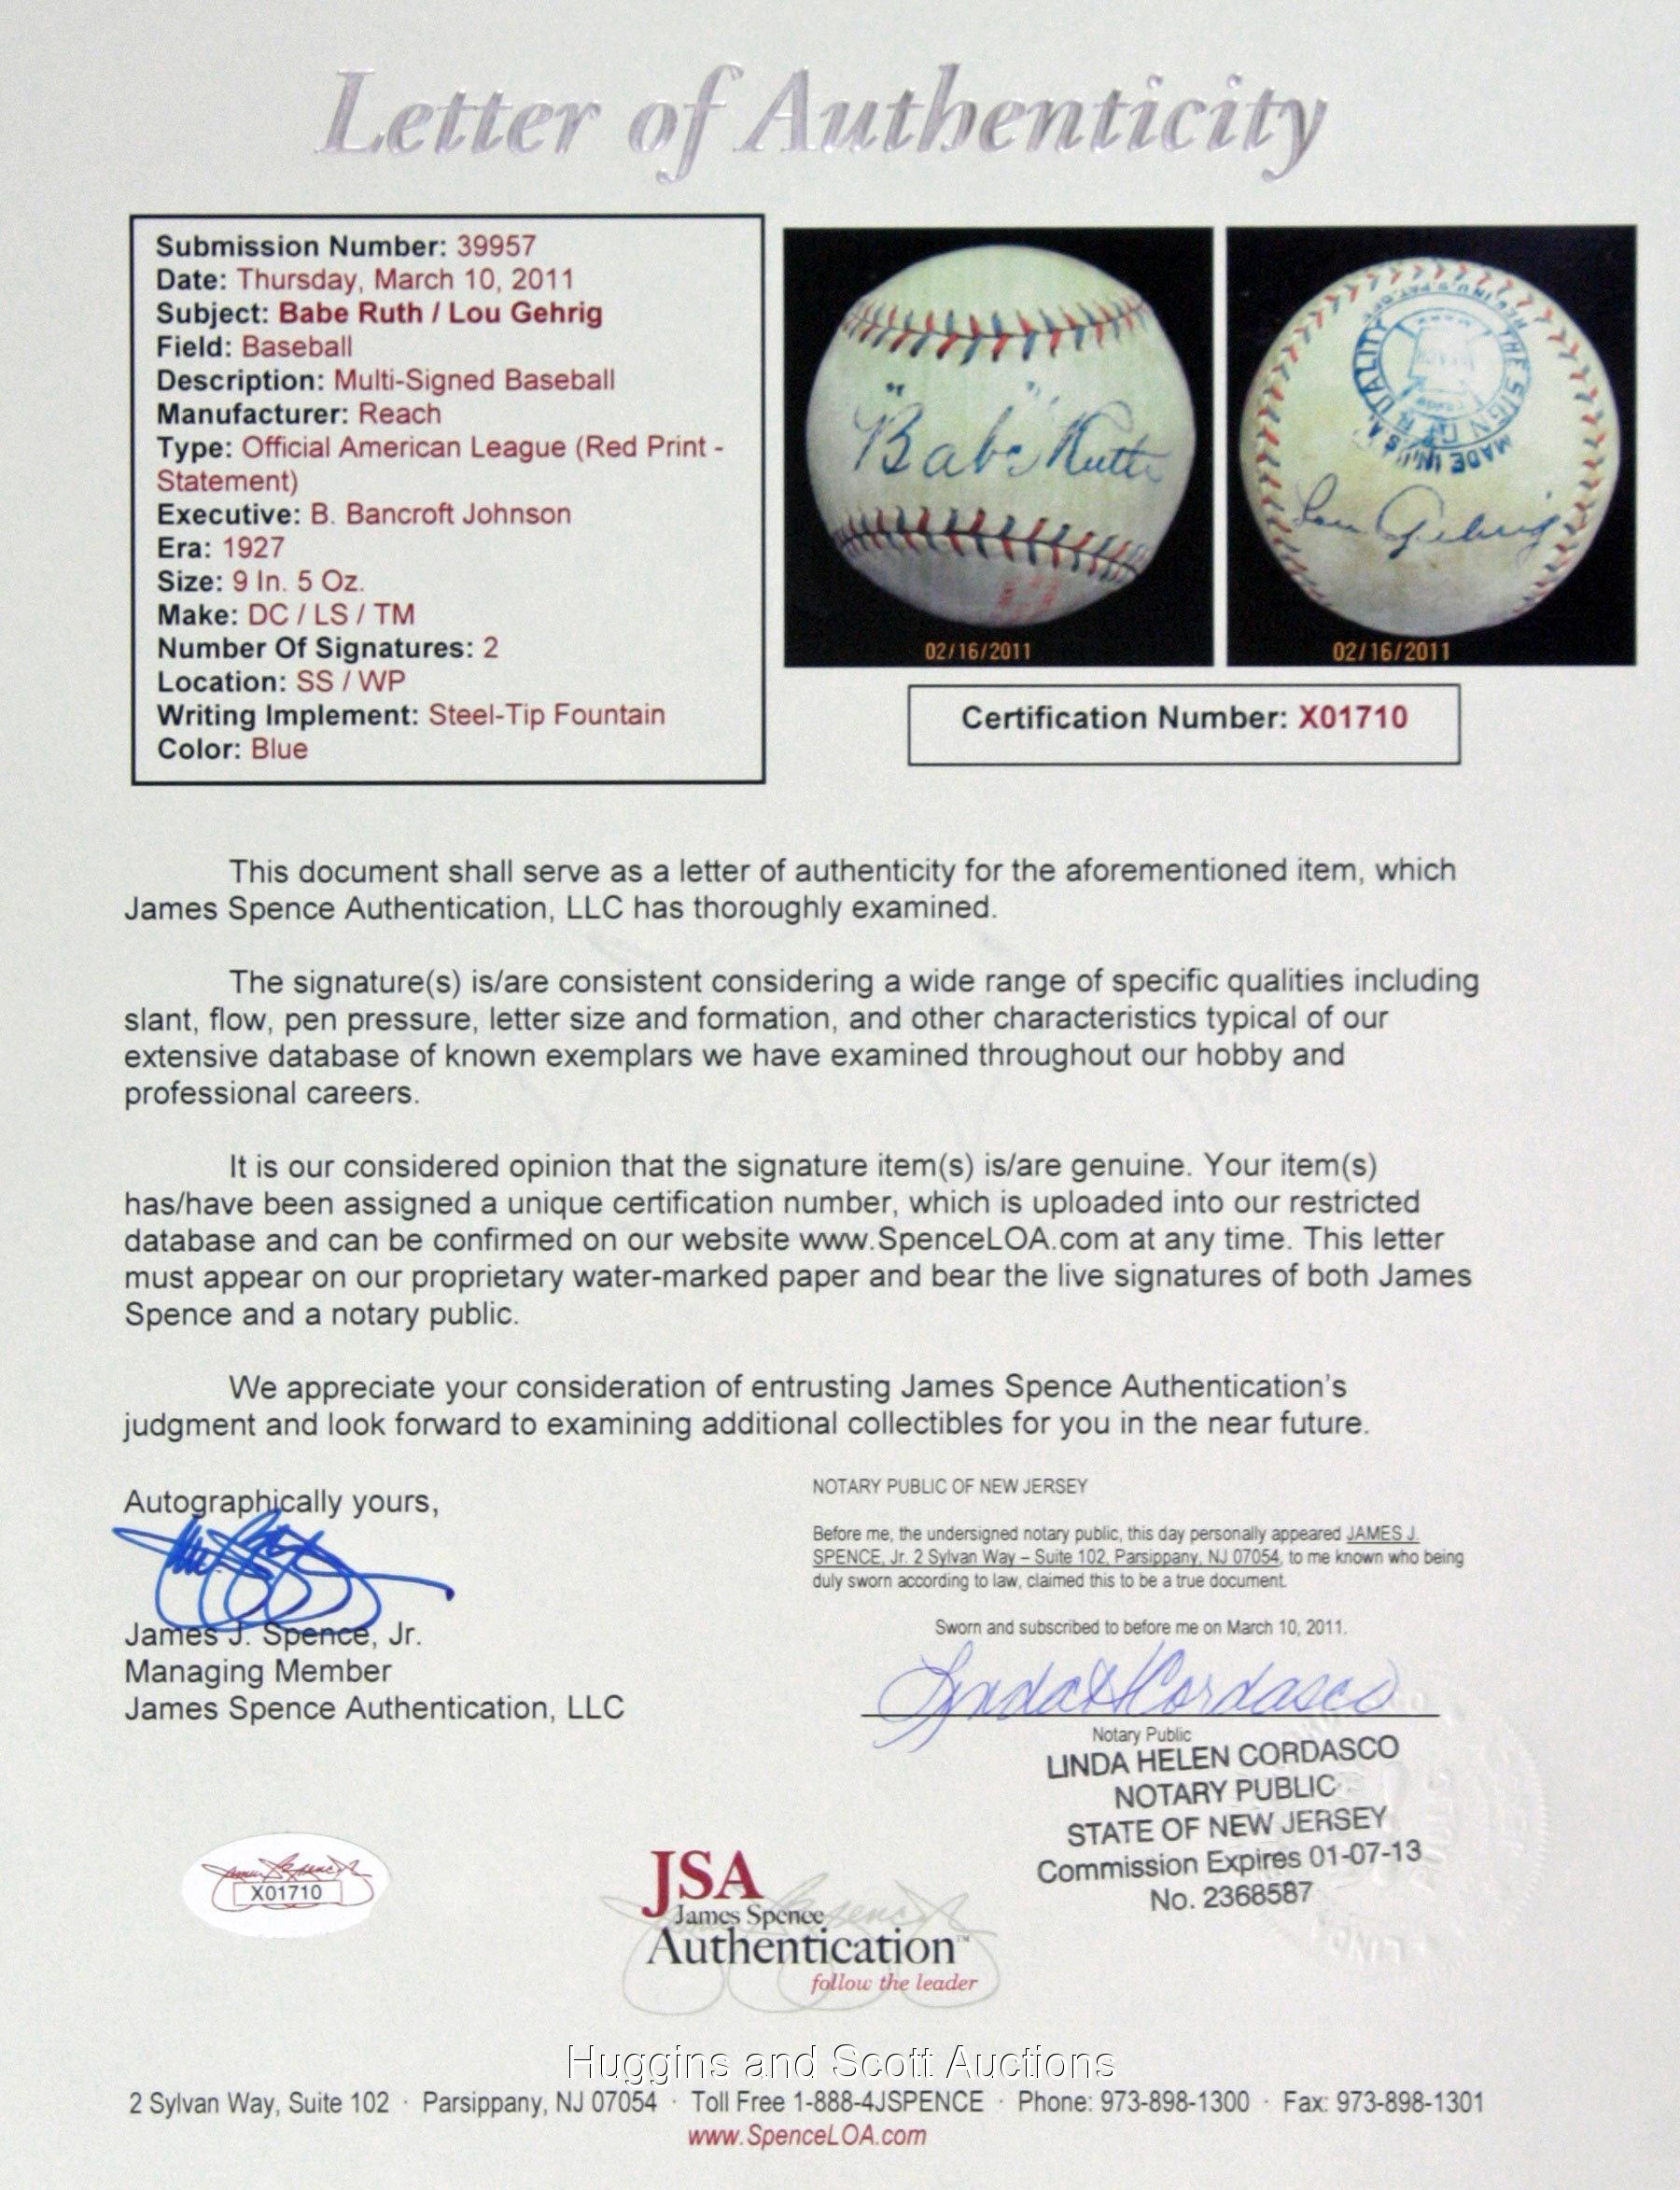 Letter of Authenticity
Submission Number: 39957
Date: Thursday, March 10, 2011
Subject: Babe Ruth / Lou Gehrig
Field: Baseball
Description: Multi-Signed Baseball
Manufacturer: Reach
Type: Official American League (Red Print -
Statement)
Executive: B. Bancroft Johnson
Era: 1927
Size: 9 In. 5 Oz.
Make: DC / LS / TM
Number Of Signatures: 2
Location: SS / WP
Writing Implement: Steel-Tip Fountain
Color: Blue
"Babe" Ruth
02/16/2011
THE SIGN OF QUALITY
MADE IN U.S.A.
Lou Gehrig
02/16/2011
Certification Number: X01710
This document shall serve as a letter of authenticity for the aforementioned item, which
James Spence Authentication, LLC has thoroughly examined.
The signature(s) is/are consistent considering a wide range of specific qualities including
slant, flow, pen pressure, letter size and formation, and other characteristics typical of our
extensive database of known exemplars we have examined throughout our hobby and
professional careers.
It is our considered opinion that the signature item(s) is/are genuine. Your item(s)
has/have been assigned a unique certification number, which is uploaded into our restricted
database and can be confirmed on our website www.SpenceLOA.com at any time. This letter
must appear on our proprietary water-marked paper and bear the live signatures of both James
Spence and a notary public.
We appreciate your consideration of entrusting James Spence Authentication's
judgment and look forward to examining additional collectibles for you in the near future.
Autographically yours,
James J. Spence, Jr.
Managing Member
James Spence Authentication, LLC
NOTARY PUBLIC OF NEW JERSEY
Before me, the undersigned notary public, this day personally appeared JAMES J.
SPENCE, Jr. 2 Sylvan Way – Suite 102, Parsippany, NJ 07054, to me known who being
duly sworn according to law, claimed this to be a true document.
Sworn and subscribed to before me on March 10, 2011.
Linda H Cordasco
Notary Public
LINDA HELEN CORDASCO
NOTARY PUBLIC
STATE OF NEW JERSEY
Commission Expires 01-07-13
No. 2368587
X01710
JSA
James Spence
Authentication™
follow the leader
Huggins and Scott Auctions
2 Sylvan Way, Suite 102 · Parsippany, NJ 07054 · Toll Free 1-888-4JSPENCE · Phone: 973-898-1300 · Fax: 973-898-1301
www.SpenceLOA.com